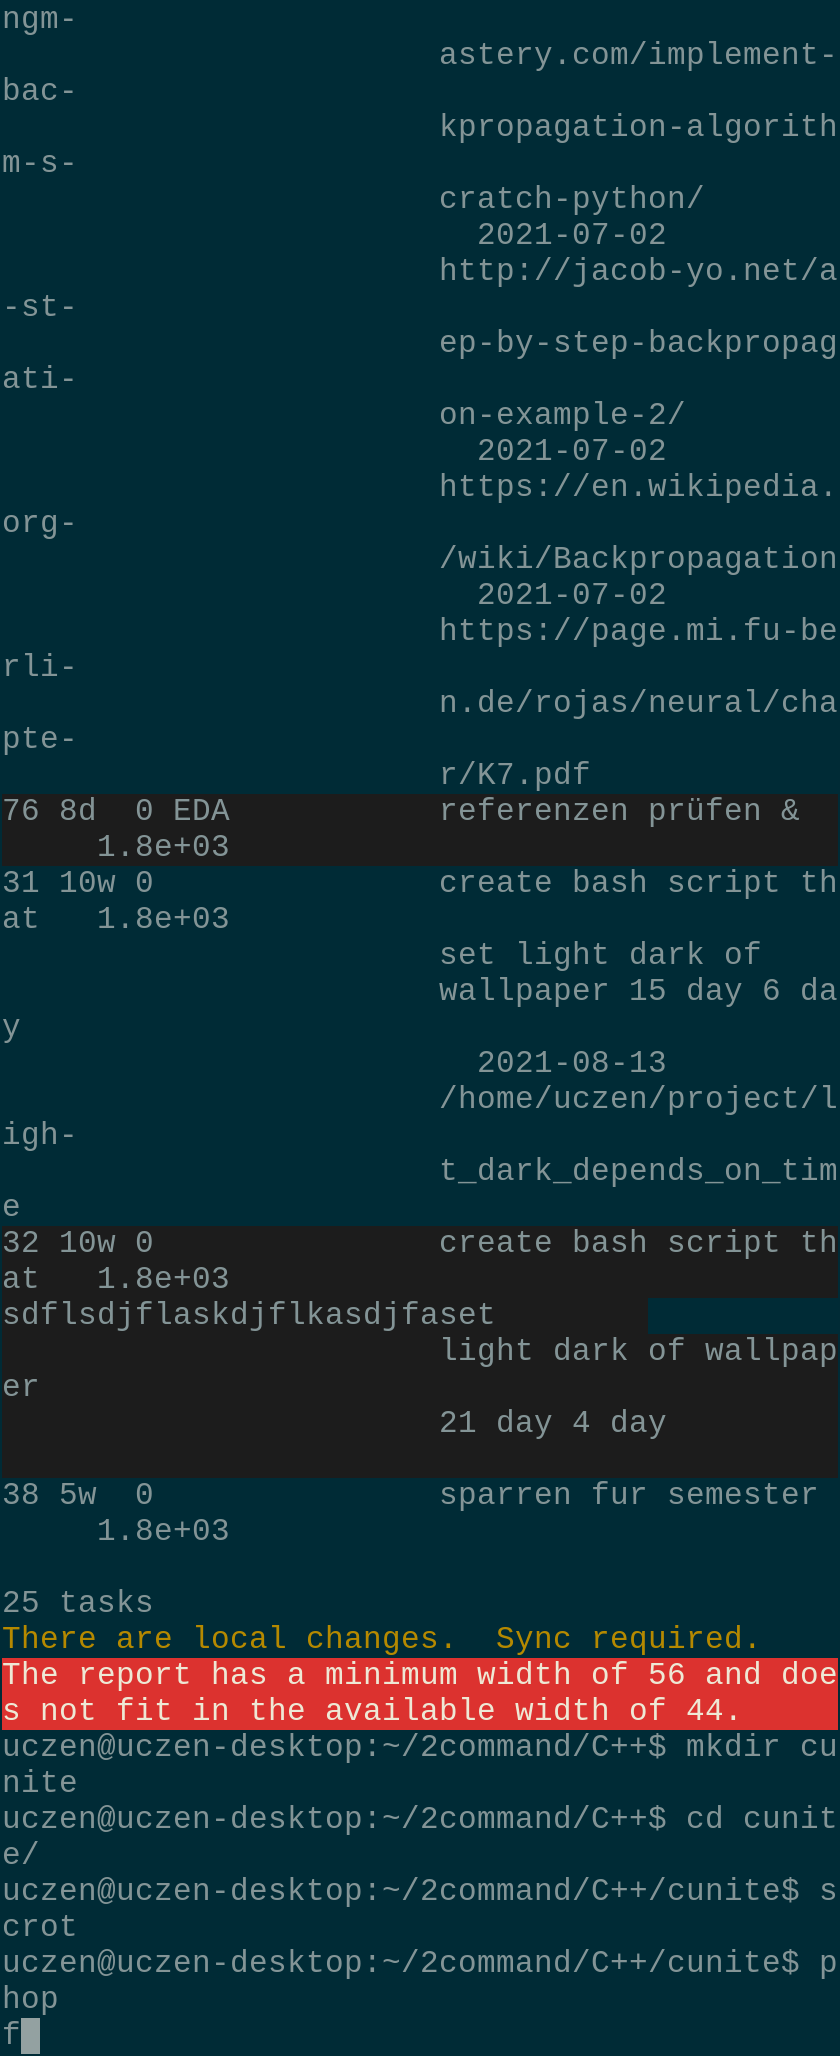 ngm-
astery.com/implement-
bac-
kpropagation-algorith
m-s-
cratch-python/
2021-07-02
http://jacob-yo.net/a
-st-
ep-by-step-backpropag
ati-
on-example-2/
2021-07-02
https://en.wikipedia.
org-
/wiki/Backpropagation
2021-07-02
https://page.mi.fu-be
rli-
n.de/rojas/neural/cha
pte-
r/K7.pdf
76 8d  0 EDA           referenzen prüfen &
     1.8e+03
31 10w 0               create bash script th
at   1.8e+03
set light dark of
wallpaper 15 day 6 da
y
2021-08-13
/home/uczen/project/l
igh-
t_dark_depends_on_tim
e
32 10w 0               create bash script th
at   1.8e+03
sdflsdjflaskdjflkasdjfaset
light dark of wallpap
er
21 day 4 day
38 5w  0               sparren fur semester
     1.8e+03
25 tasks
There are local changes.  Sync required.
The report has a minimum width of 56 and doe
s not fit in the available width of 44.
uczen@uczen-desktop:~/2command/C++$ mkdir cu
nite
uczen@uczen-desktop:~/2command/C++$ cd cunit
e/
uczen@uczen-desktop:~/2command/C++/cunite$ s
crot
uczen@uczen-desktop:~/2command/C++/cunite$ p
hop
f